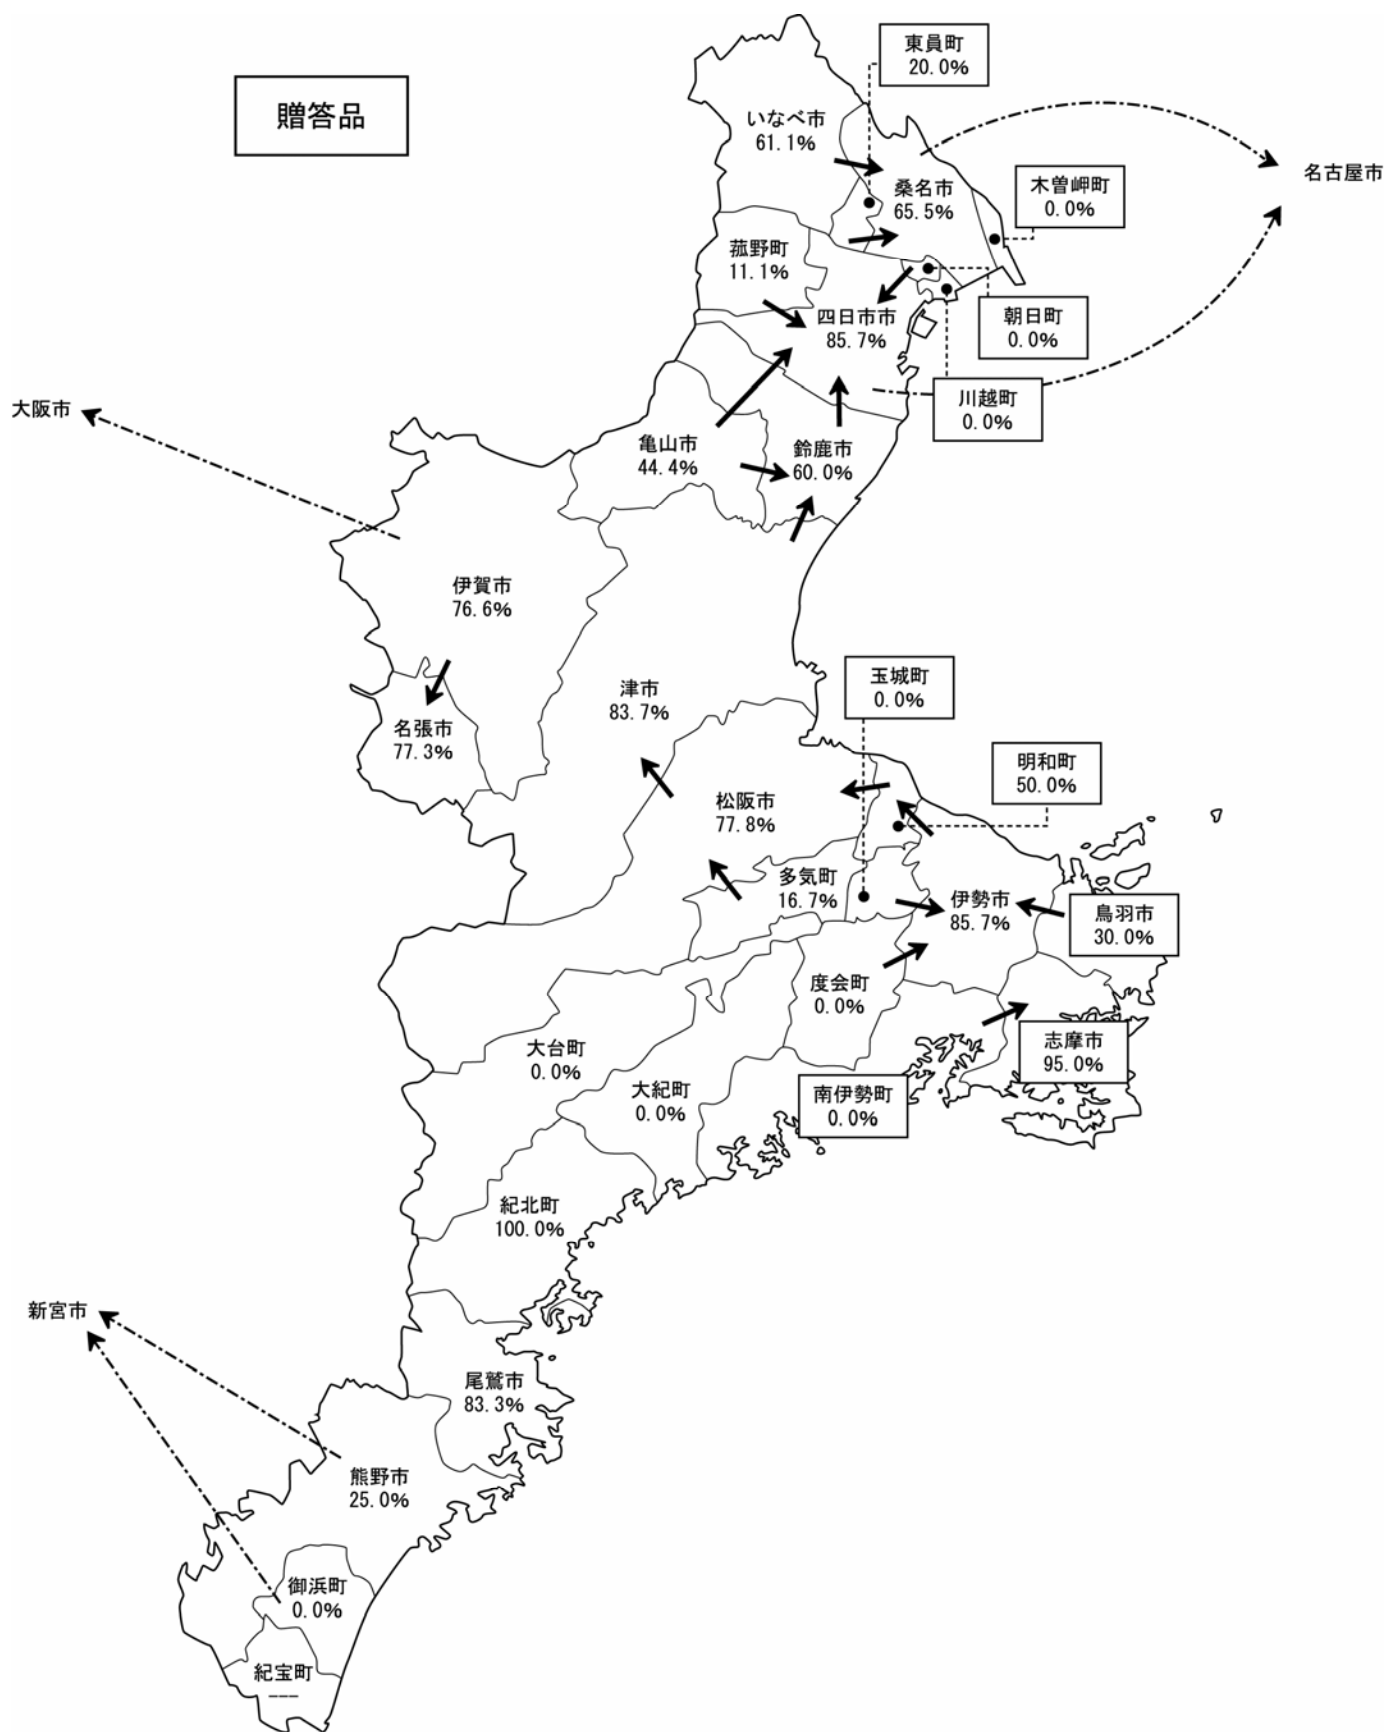 東員町
20.0%
贈答品
いなべ市
61.1%
名古屋市
桑名市
65.5%
木曽岬町
0.0%
菰野町
11.1%
四日市市
85.7%
朝日町
0.0%
川越町
0.0%
大阪市
亀山市
44.4%
鈴鹿市
60.0%
伊賀市
76.6%
玉城町
0.0%
津市
83.7%
名張市
77.3%
明和町
50.0%
松阪市
77.8%
多気町
16.7%
伊勢市
85.7%
鳥羽市
30.0%
度会町
0.0%
志摩市
95.0%
大台町
0.0%
大紀町
0.0%
南伊勢町
0.0%
紀北町
100.0%
新宮市
尾鷲市
83.3%
熊野市
25.0%
御浜町
0.0%
紀宝町
---